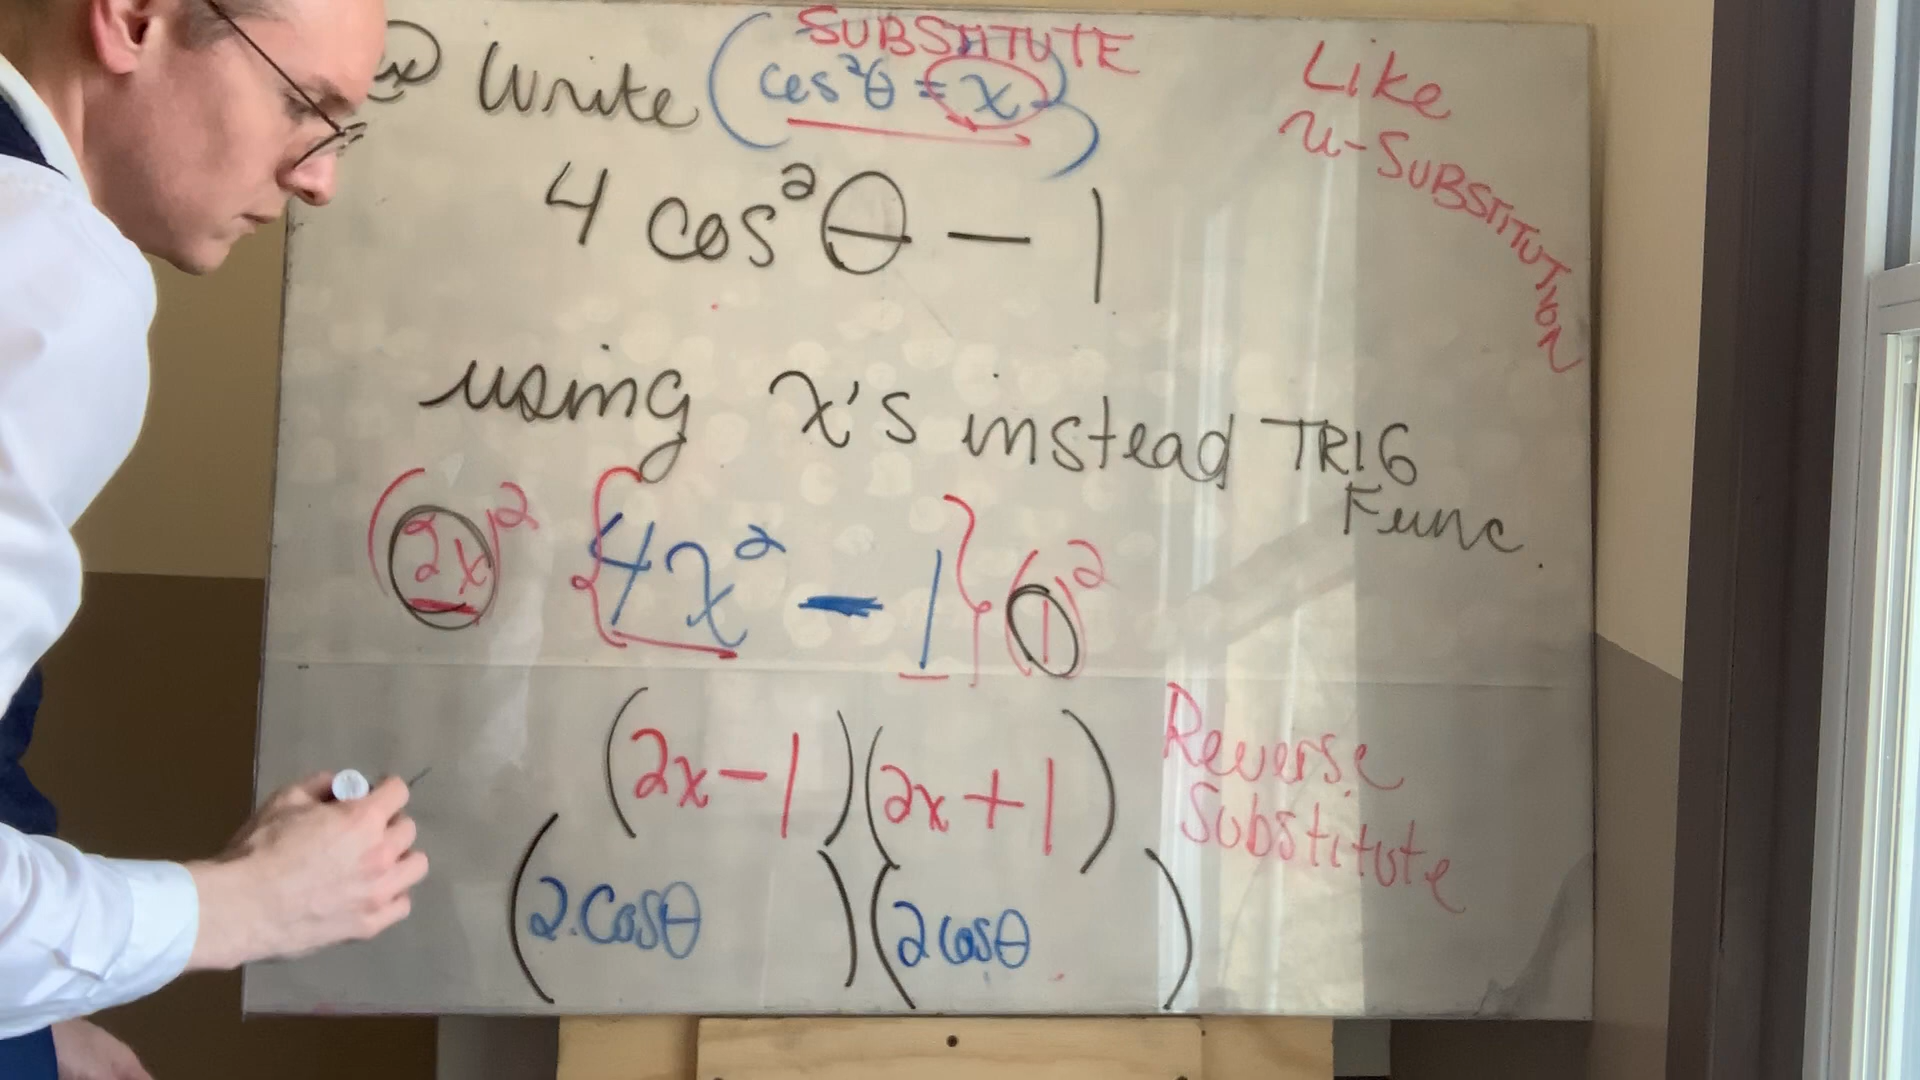 SUBSTITUTE
ex Write (cos²θ = x)
4 cos²θ - 1
Like
u-SUBSTITUTION
using x's instead TRIG
Func.
(2x)² {4x² - 1} (1)²
(2x-1)(2x+1)
Reverse
Substitute
(2.cosθ )(2cosθ )